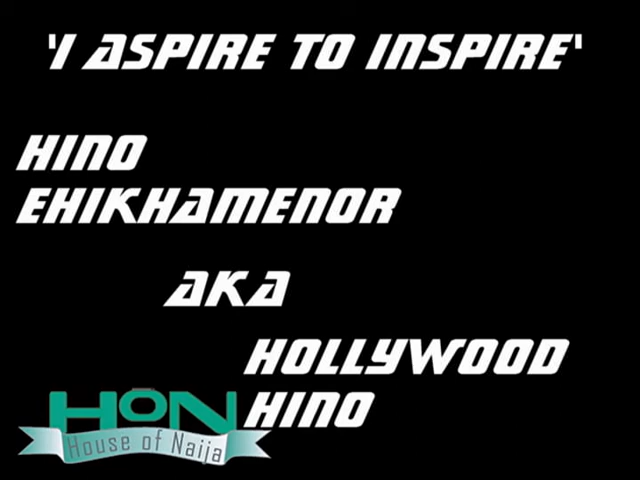 'I ASPIRE TO INSPIRE'
HINO
EHIKHAMENOR
AKA
HOLLYWOOD
HINO
HON
House of Naija